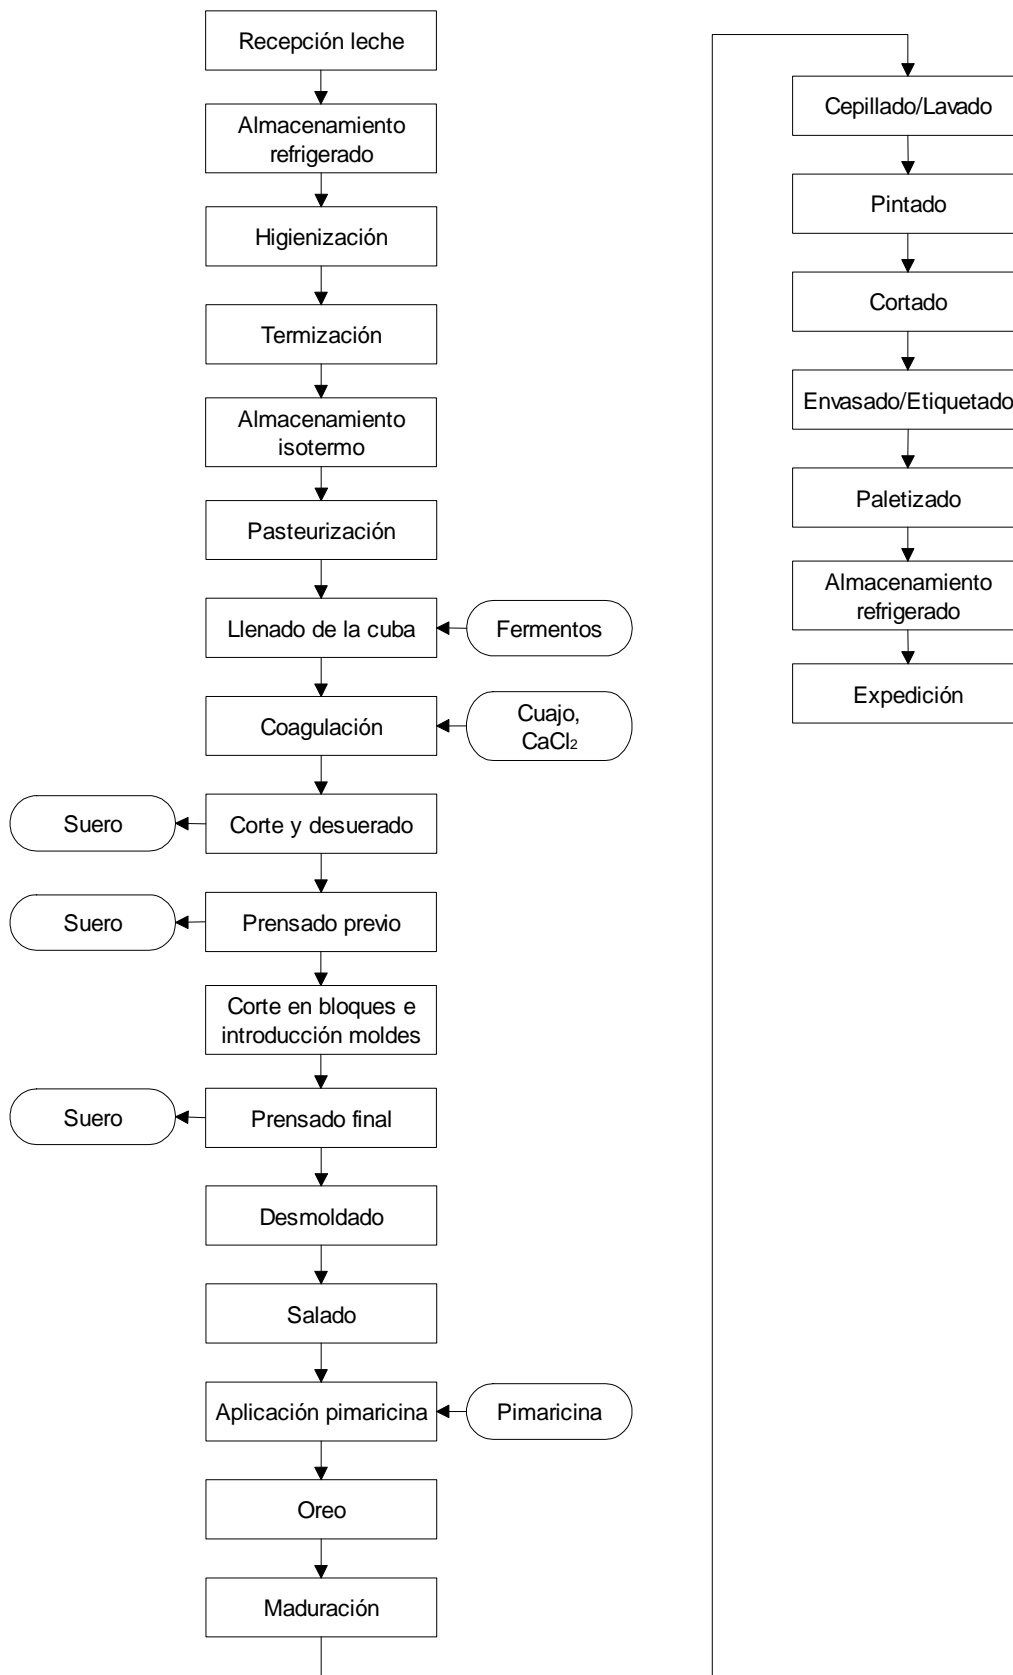 Recepción leche
Almacenamiento
refrigerado
Higienización
Termización
Almacenamiento
isotermo
Pasteurización
Llenado de la cuba
Fermentos
Coagulación
Cuajo,
CaCl₂
Suero
Corte y desuerado
Suero
Prensado previo
Corte en bloques e
introducción moldes
Suero
Prensado final
Desmoldado
Salado
Aplicación pimaricina
Pimaricina
Oreo
Maduración
Cepillado/Lavado
Pintado
Cortado
Envasado/Etiquetado
Paletizado
Almacenamiento
refrigerado
Expedición